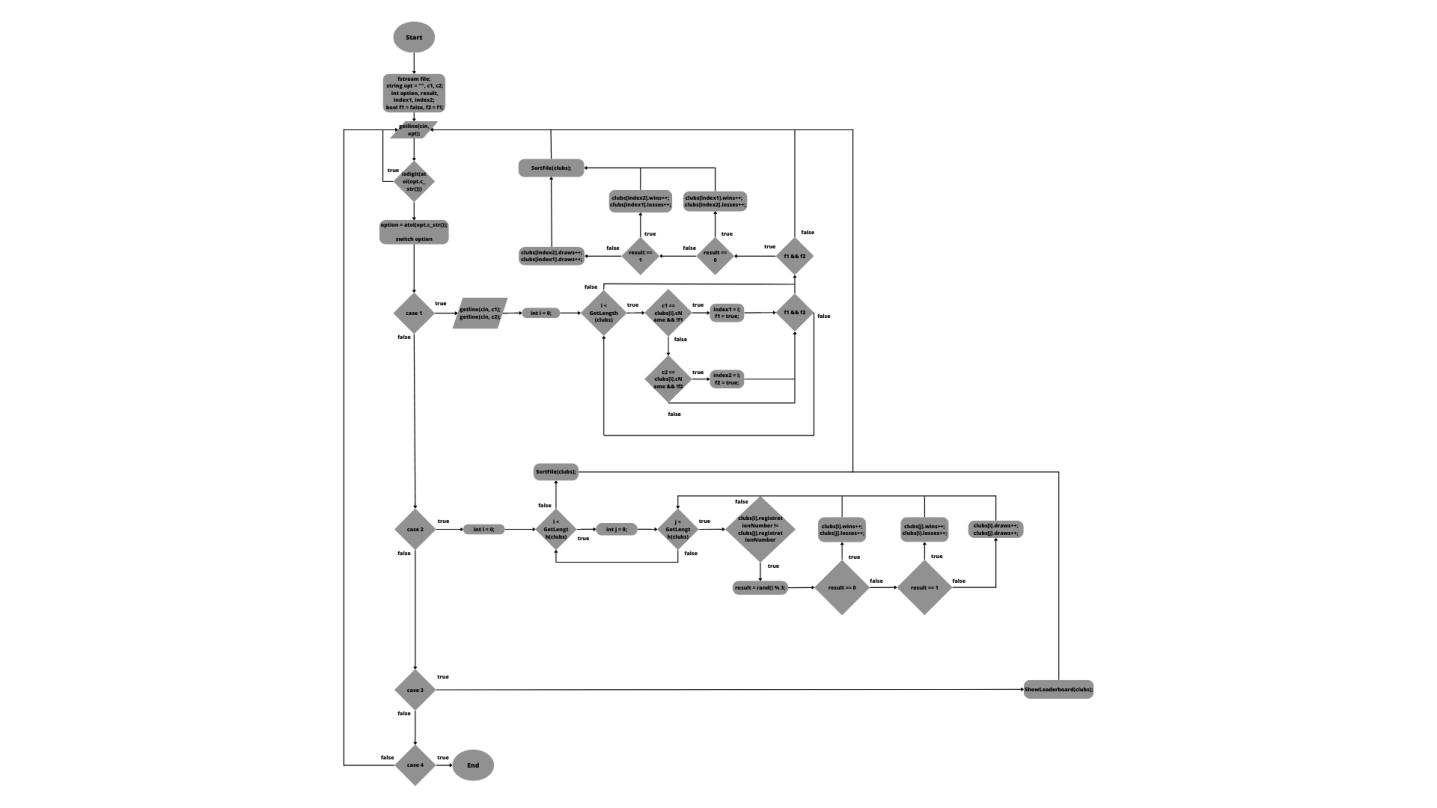 Start
fstream file;
string opt = "", c1, c2;
int option, result,
index1, index2;
bool f1 = false, f2 = f1;
getline(cin,
opt);
true
isdigit(at
oi(opt.c_
str()))
option = atoi(opt.c_str());
switch option
SortFile(clubs);
clubs[index2].wins++;
clubs[index1].losses++;
clubs[index1].wins++;
clubs[index2].losses++;
true
true
false
clubs[index2].draws++;
clubs[index1].draws++;
false
result ==
1
false
result ==
0
true
f1 && f2
case 1
true
false
getline(cin, c1);
getline(cin, c2);
int i = 0;
false
i <
GetLength
(clubs)
true
c1 ==
clubs[i].cN
ame && !f1
true
index1 = i;
f1 = true;
f1 && f2
false
false
c2 ==
clubs[i].cN
ame && !f2
true
index2 = i;
f2 = true;
false
SortFile(clubs);
case 2
true
false
int i = 0;
false
i <
GetLengt
h(clubs)
true
int j = 0;
j <
GetLengt
h(clubs)
true
false
false
clubs[i].registrat
ionNumber !=
clubs[j].registrat
ionNumber
true
clubs[i].wins++;
clubs[j].losses++;
clubs[j].wins++;
clubs[i].losses++;
clubs[i].draws++;
clubs[j].draws++;
true
true
result = rand() % 3;
result == 0
false
result == 1
false
case 3
true
false
ShowLeaderboard(clubs);
false
case 4
true
End